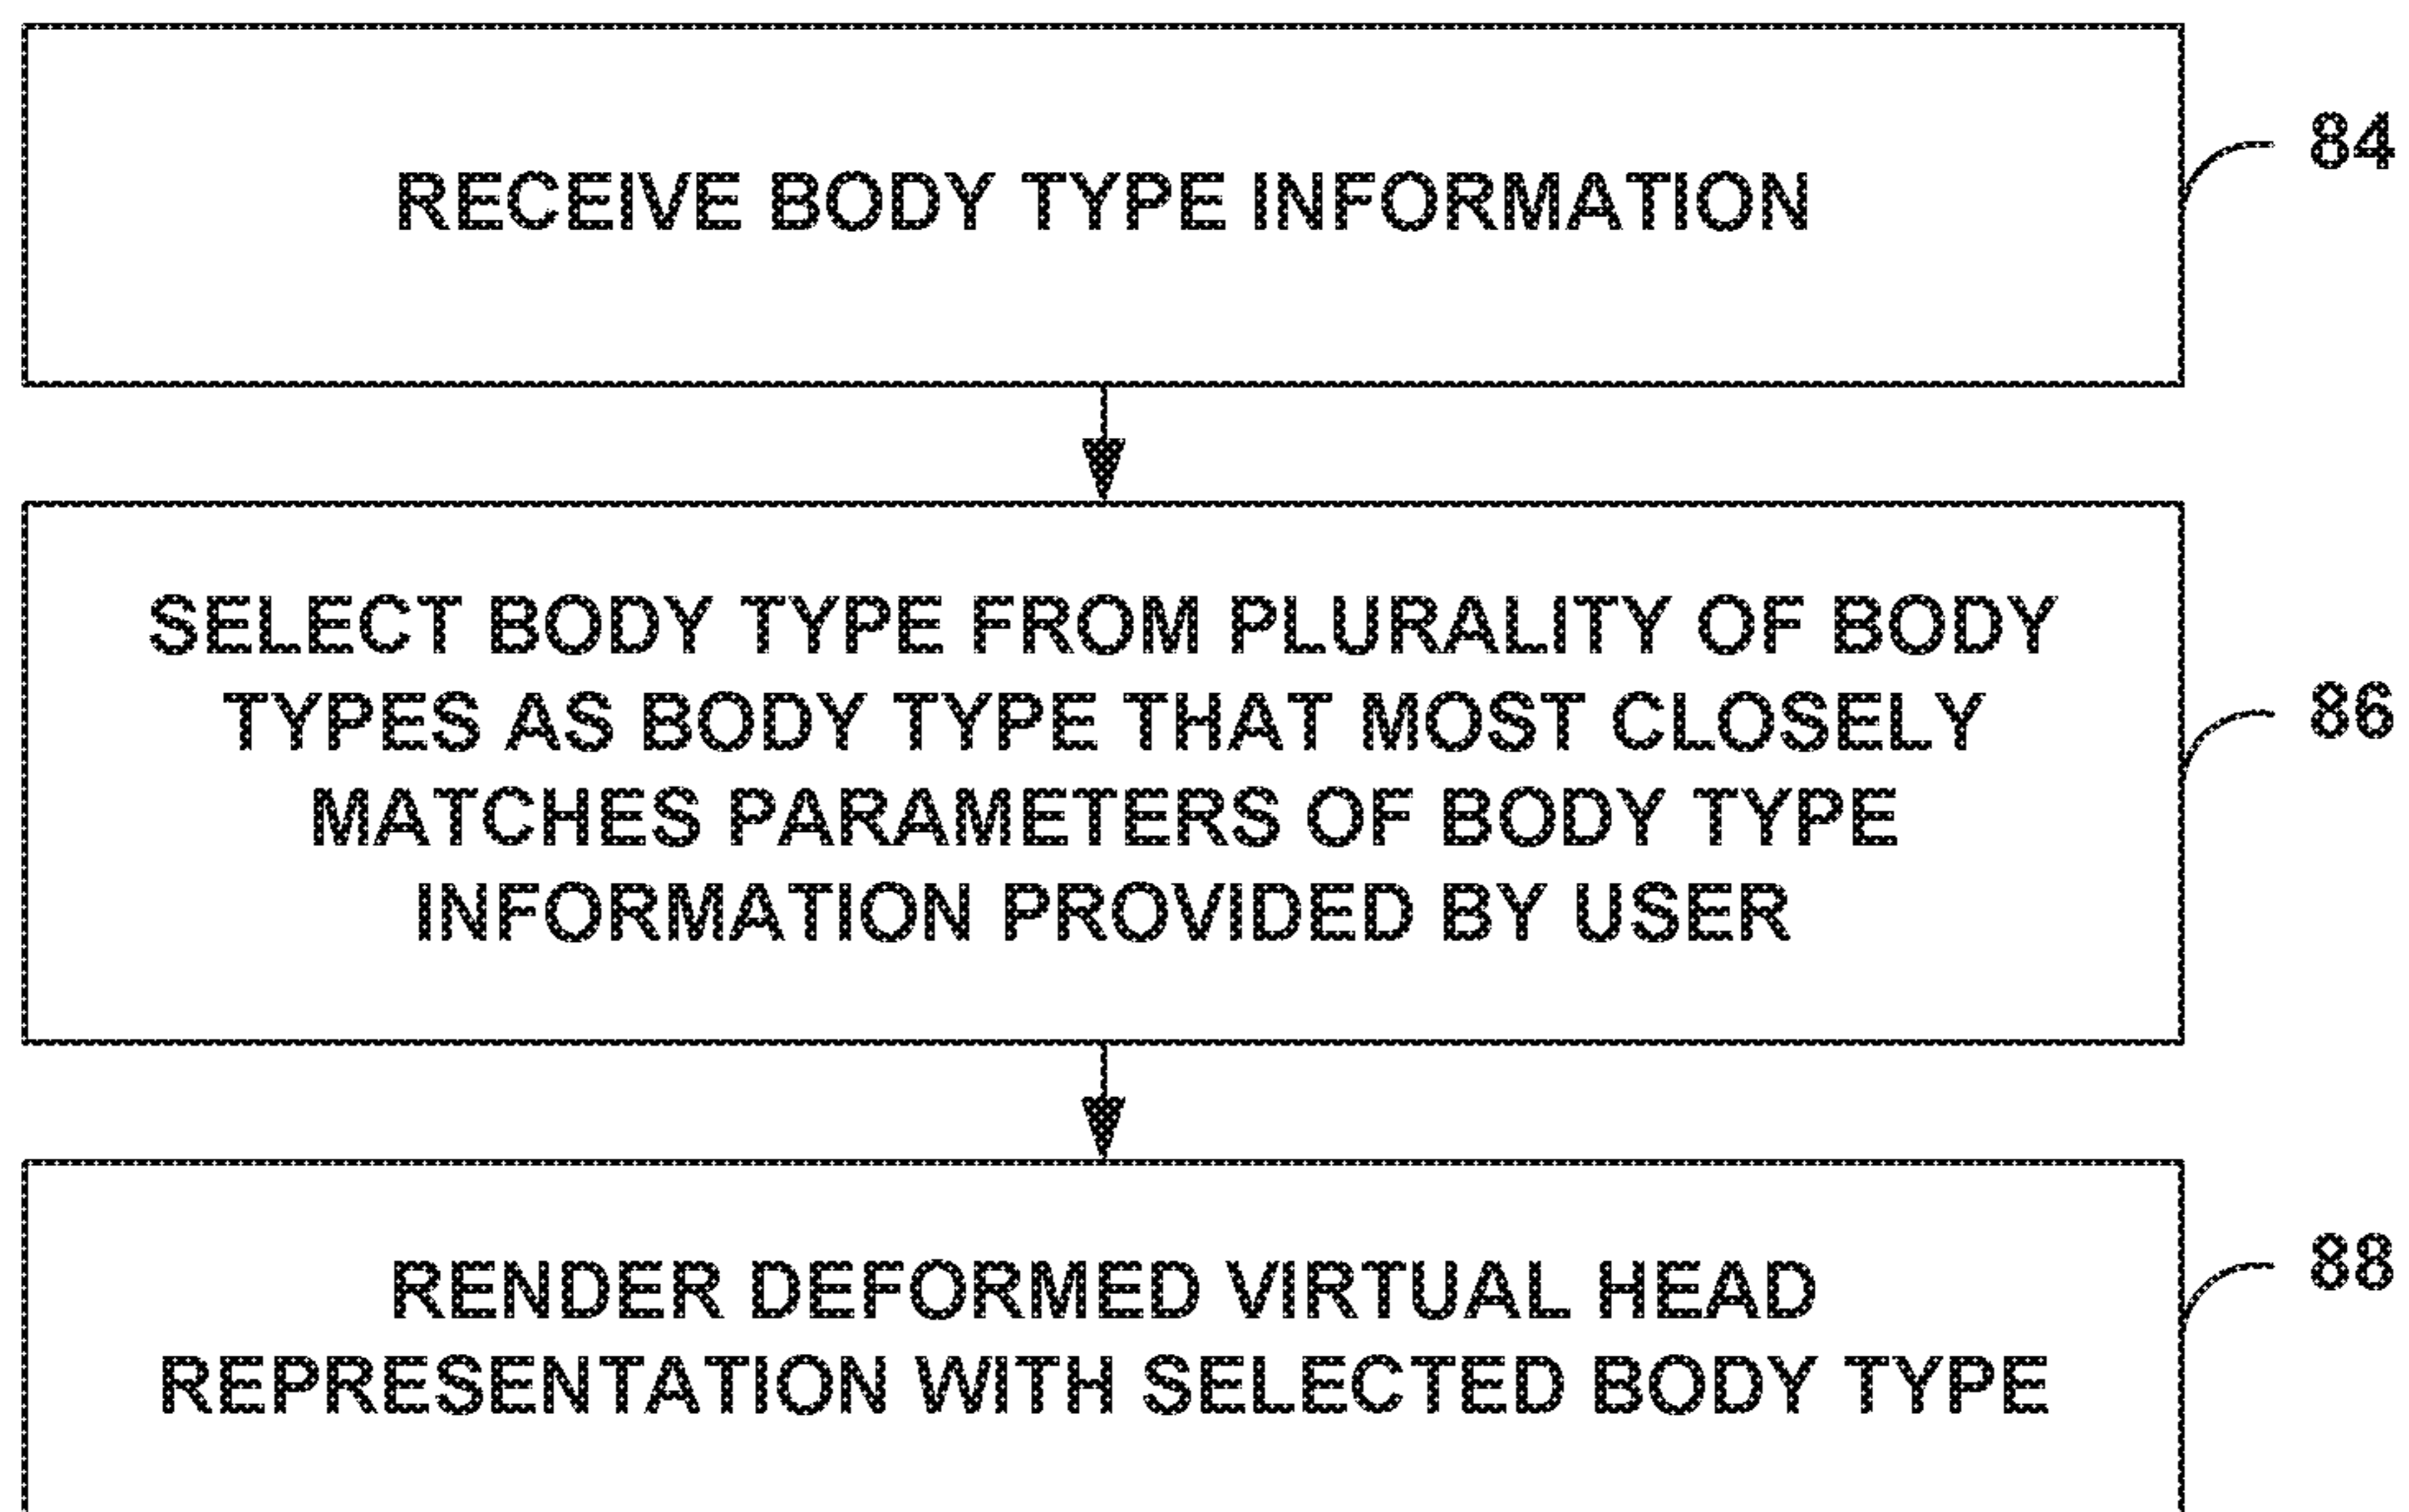 RECEIVE BODY TYPE INFORMATION
84
SELECT BODY TYPE FROM PLURALITY OF BODY
TYPES AS BODY TYPE THAT MOST CLOSELY
MATCHES PARAMETERS OF BODY TYPE
INFORMATION PROVIDED BY USER
86
RENDER DEFORMED VIRTUAL HEAD
REPRESENTATION WITH SELECTED BODY TYPE
88